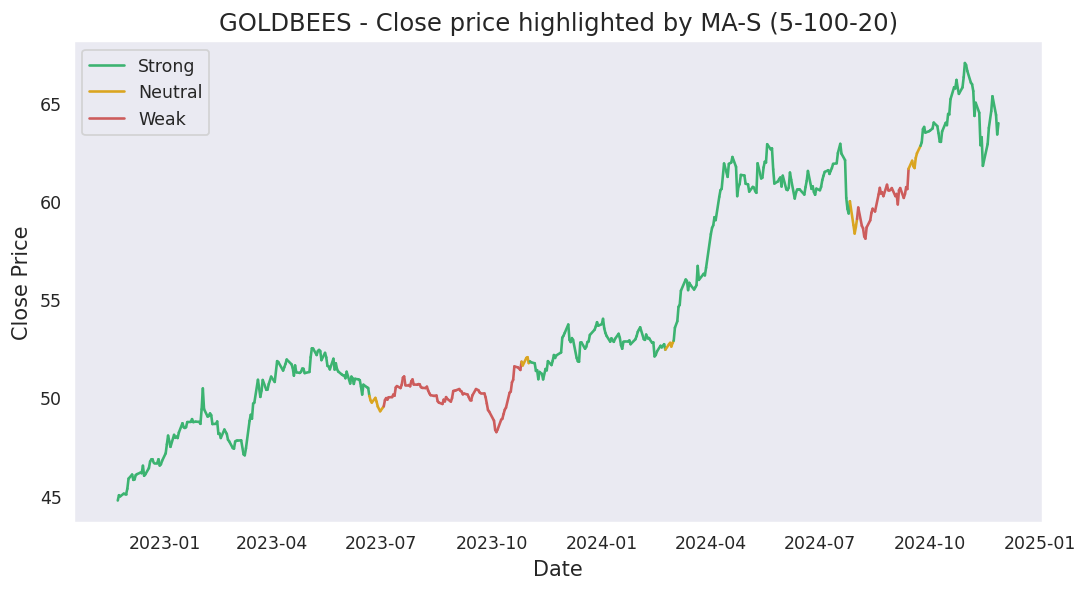 GOLDBEES - Close price highlighted by MA-S (5-100-20)
Strong
Neutral
Weak
65
60
55
50
45
Close Price
2023-01 2023-04 2023-07 2023-10 2024-01 2024-04 2024-07 2024-10 2025-01
Date